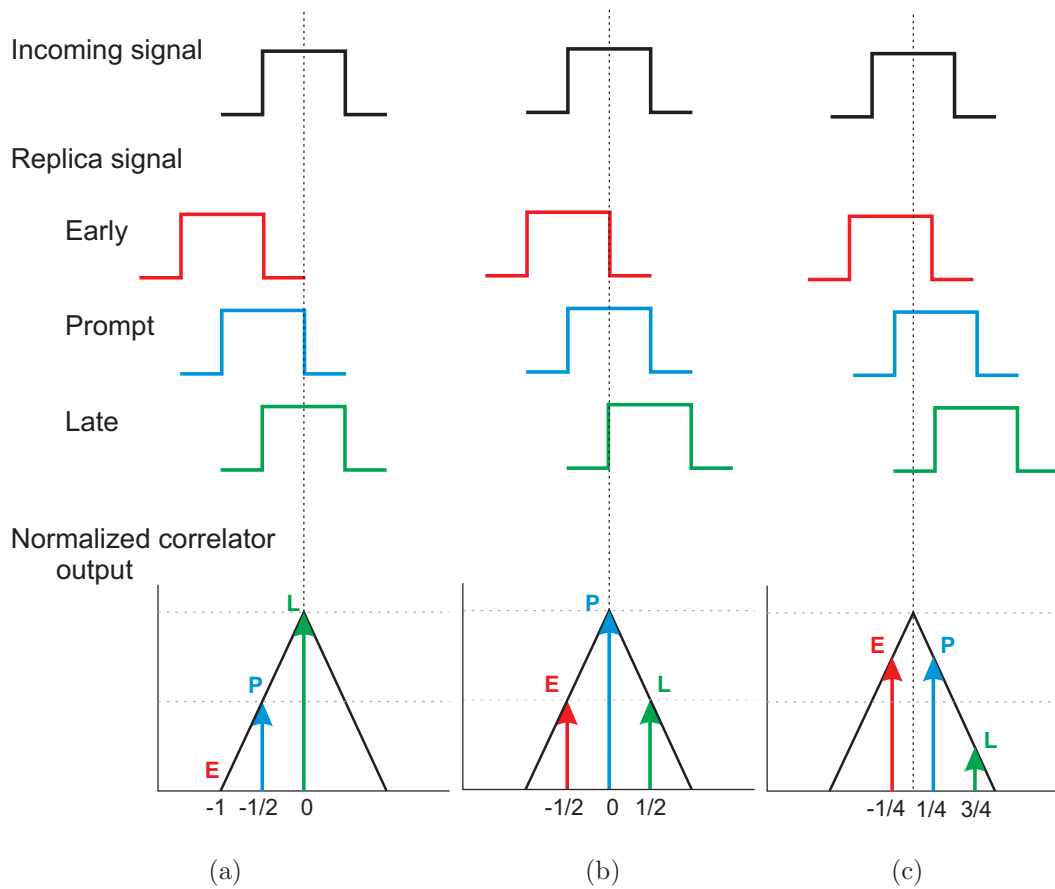 Incoming signal
Replica signal
Early
Prompt
Late
Normalized correlator
output
L
P
E
-1 -1/2 0
P
E
L
-1/2 0 1/2
E
P
L
-1/4 1/4 3/4
(a) (b) (c)